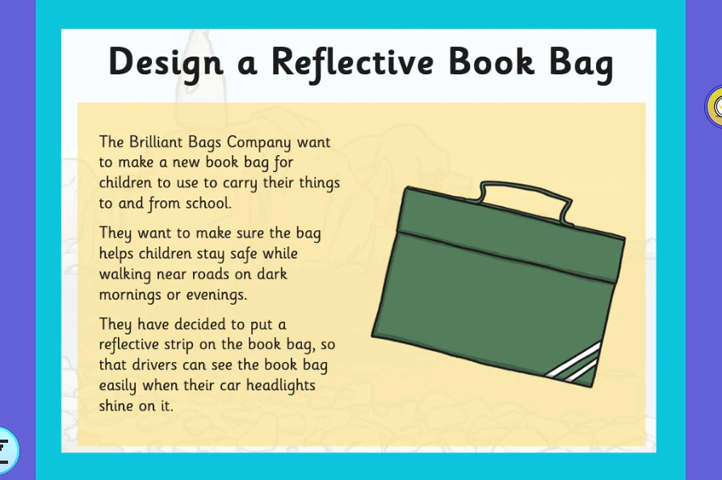 Design a Reflective Book Bag
The Brilliant Bags Company want
to make a new book bag for
children to use to carry their things
to and from school.
They want to make sure the bag
helps children stay safe while
walking near roads on dark
mornings or evenings.
They have decided to put a
reflective strip on the book bag, so
that drivers can see the book bag
easily when their car headlights
shine on it.